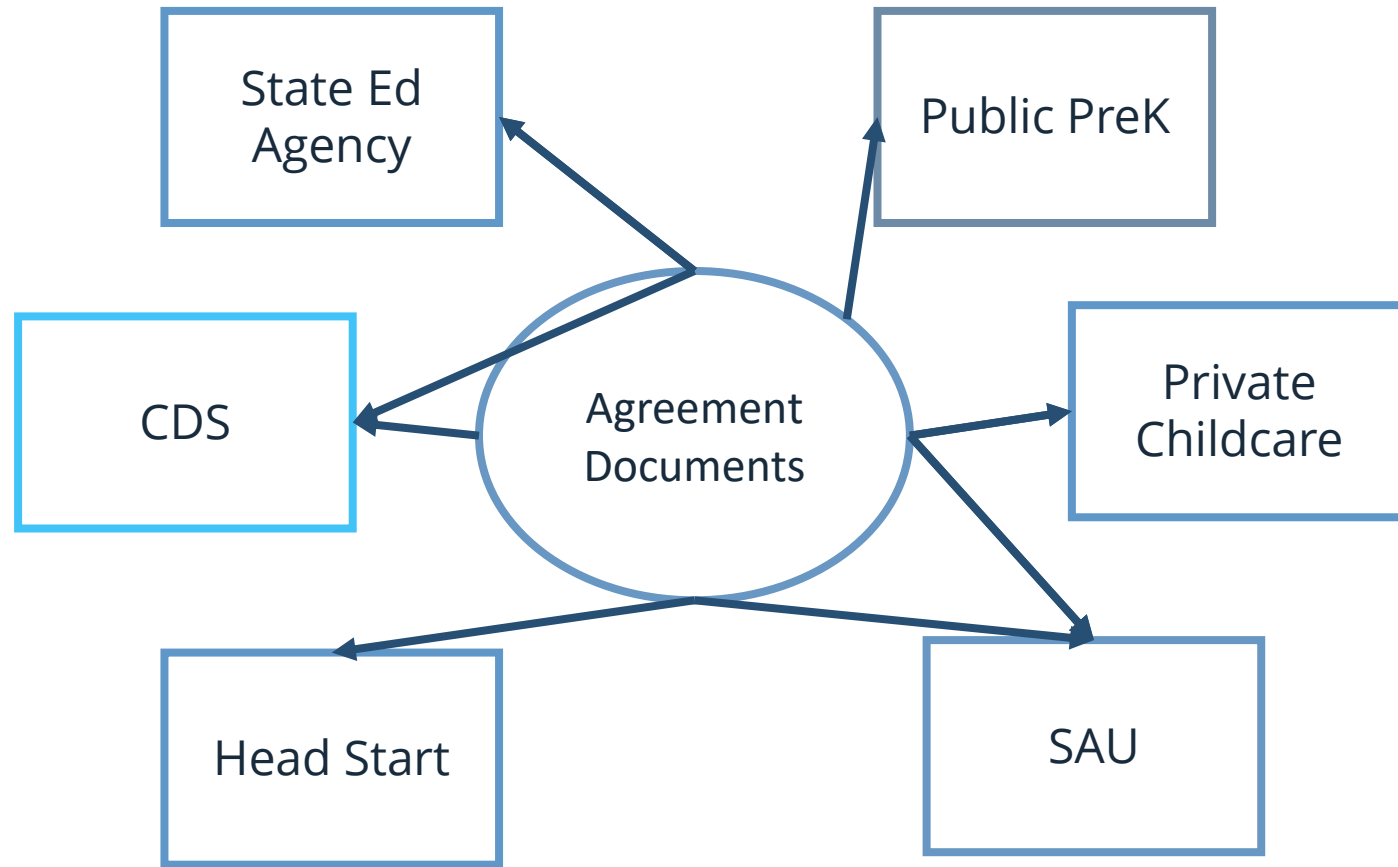 State Ed
Agency
Public PreK
CDS
Agreement
Documents
Private
Childcare
Head Start
SAU